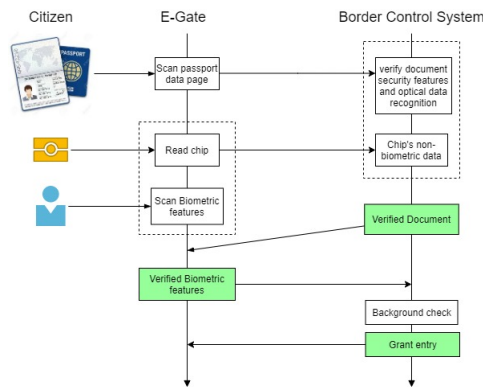 Citizen
E-Gate
Border Control System
PASSPORT
Scan passport
data page
verify document
security features
and optical data
recognition
Read chip
Chip's non-
biometric data
Scan Biometric
features
Verified Document
Verified Biometric
features
Background check
Grant entry